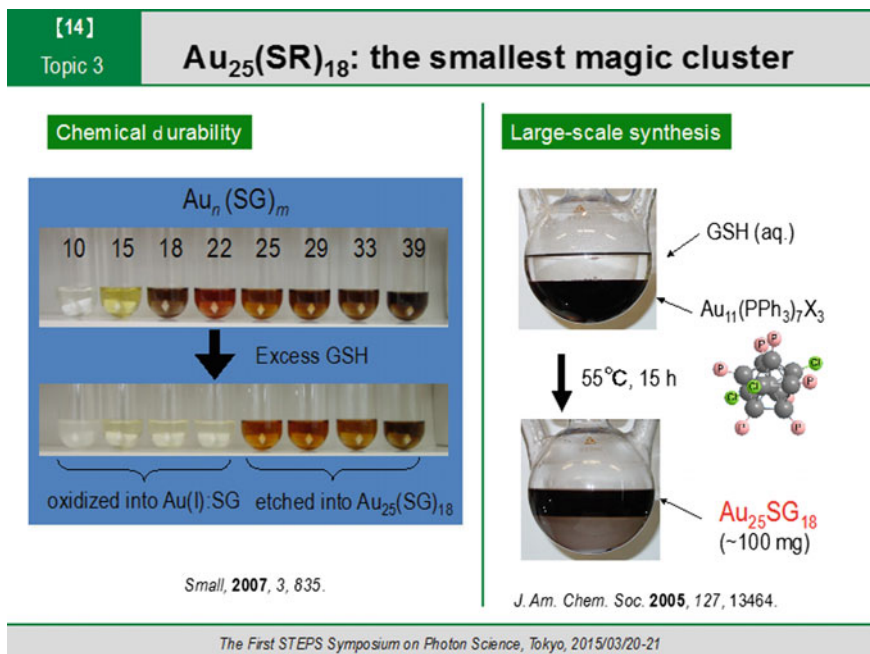 【14】
Topic 3
Au₂₅(SR)₁₈: the smallest magic cluster
Chemical durability
Auₙ(SG)ₘ
10 15 18 22 25 29 33 39
Excess GSH
oxidized into Au(I):SG
etched into Au₂₅(SG)₁₈
Small, 2007, 3, 835.
Large-scale synthesis
GSH (aq.)
Au₁₁(PPh₃)₇X₃
55°C, 15 h
P
P
P
P
P
P
P
Cl
Cl
Cl
Au₂₅SG₁₈
(~100 mg)
J. Am. Chem. Soc. 2005, 127, 13464.
The First STEPS Symposium on Photon Science, Tokyo, 2015/03/20-21